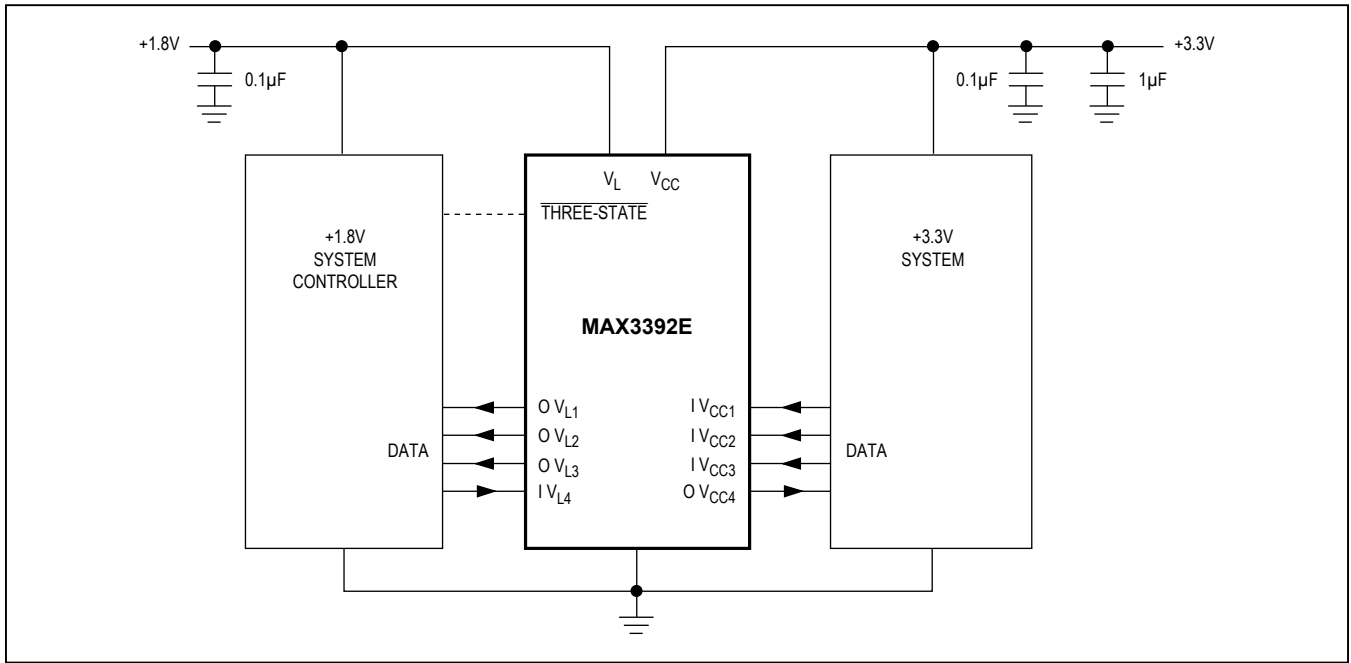 +1.8V
+3.3V
0.1µF
0.1µF
1µF
VL
VCC
THREE-STATE
+1.8V
SYSTEM
CONTROLLER
+3.3V
SYSTEM
MAX3392E
O VL1
I VCC1
O VL2
I VCC2
DATA
DATA
O VL3
I VCC3
I VL4
O VCC4